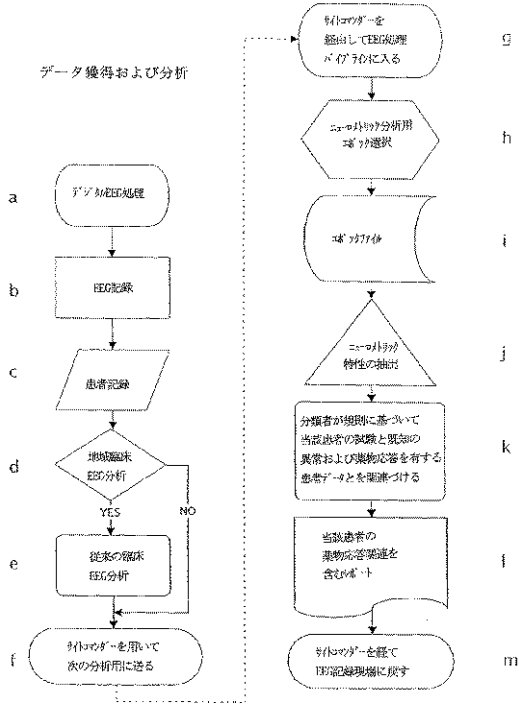 データ獲得および分析
a
デジタルEEG処理
b
EEG記録
c
患者記録
d
地域臨床
EEG分析
YES
NO
e
従来の臨床
EEG分析
f
サイトコマンダーを用いて
次の分析用に送る
g
サイトコマンダーを
経由してEEG処理
パイプラインに入る
h
ニューロメトリック分析用
エポック選択
i
エポックファイル
j
ニューロメトリック
特性の抽出
k
分類者が規則に基づいて
当該患者の試験と既知の
異常および薬物応答を有する
患者データとを関連づける
l
当該患者の
薬物応答関連を
含むレポート
m
サイトコマンダーを経て
EEG記録現場に戻す